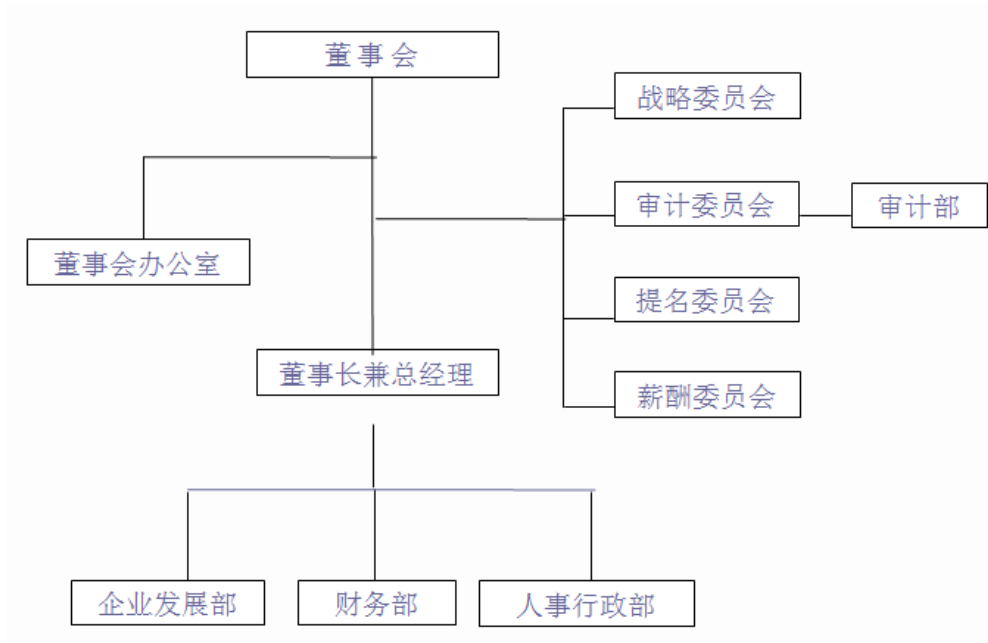 董事会
战略委员会
审计委员会
审计部
董事会办公室
提名委员会
董事长兼总经理
薪酬委员会
企业发展部
财务部
人事行政部